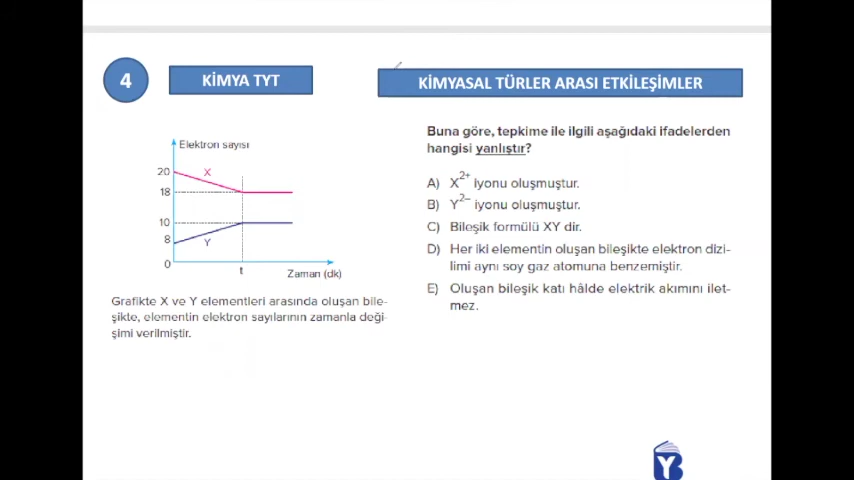 4
KİMYA TYT
KİMYASAL TÜRLER ARASI ETKİLEŞİMLER
Elektron sayısı
20
18
10
8
0
X
Y
t
Zaman (dk)
Grafikte X ve Y elementleri arasında oluşan bile-
şikte, elementin elektron sayılarının zamanla deği-
şimi verilmiştir.
Buna göre, tepkime ile ilgili aşağıdaki ifadelerden
hangisi yanlıştır?
A) X²⁺ iyonu oluşmuştur.
B) Y²⁻ iyonu oluşmuştur.
C) Bileşik formülü XY dir.
D) Her iki elementin oluşan bileşikte elektron dizi-
limi aynı soy gaz atomuna benzemiştir.
E) Oluşan bileşik katı hâlde elektrik akımını ilet-
mez.
YB